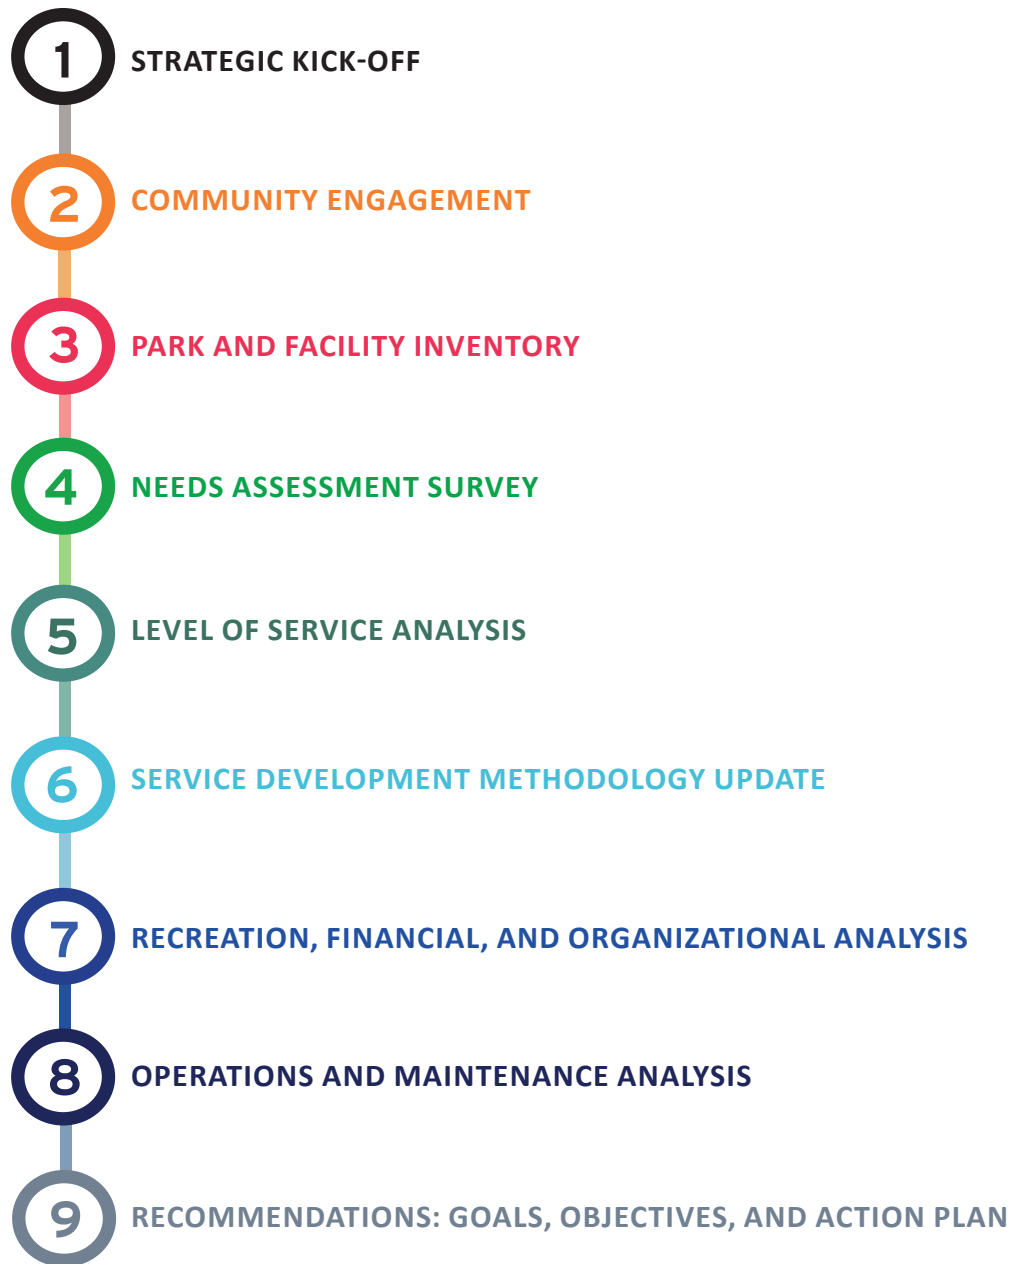 1 STRATEGIC KICK-OFF
2 COMMUNITY ENGAGEMENT
3 PARK AND FACILITY INVENTORY
4 NEEDS ASSESSMENT SURVEY
5 LEVEL OF SERVICE ANALYSIS
6 SERVICE DEVELOPMENT METHODOLOGY UPDATE
7 RECREATION, FINANCIAL, AND ORGANIZATIONAL ANALYSIS
8 OPERATIONS AND MAINTENANCE ANALYSIS
9 RECOMMENDATIONS: GOALS, OBJECTIVES, AND ACTION PLAN